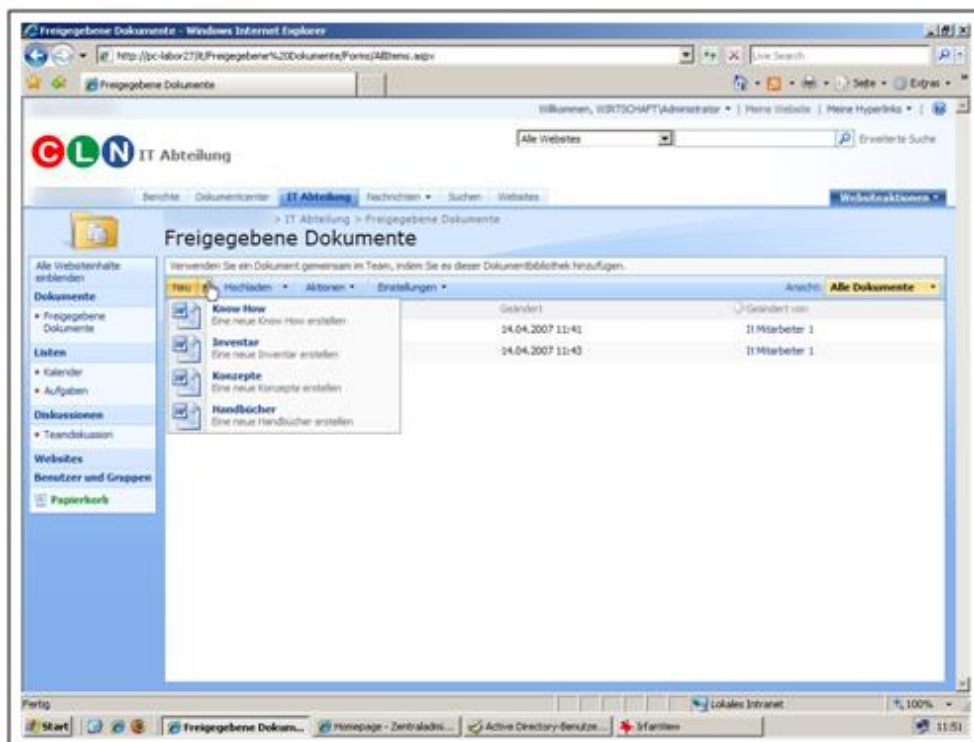 Freigegebene Dokumente - Windows Internet Explorer
http://pc-labor27/it/Freigegebene%20Dokumente/Forms/AllItems.aspx
Live Search
Freigegebene Dokumente
Seite Extras
Willkommen, WIRTSCHAFT\Administrator | Meine Website | Meine Hyperlinks |
CLN IT Abteilung
Alle Websites
Erweiterte Suche
Berichte Dokumentcenter IT Abteilung Nachrichten Suchen Websites
Websiteaktionen
> IT Abteilung > Freigegebene Dokumente
Freigegebene Dokumente
Alle Websiteinhalte
einblenden
Dokumente
Freigegebene
Dokumente
Listen
Kalender
Aufgaben
Diskussionen
Teamdiskussion
Websites
Benutzer und Gruppen
Papierkorb
Verwenden Sie ein Dokument gemeinsam im Team, indem Sie es dieser Dokumentbibliothek hinzufügen.
Neu Hochladen Aktionen Einstellungen Ansicht: Alle Dokumente
Geändert Geändert von
14.04.2007 11:41 It Mitarbeiter 1
14.04.2007 11:43 It Mitarbeiter 1
Know How
Eine neue Know How erstellen
Inventar
Eine neue Inventar erstellen
Konzepte
Eine neue Konzepte erstellen
Handbücher
Eine neue Handbücher erstellen
Fertig
Lokales Intranet 100%
Start Freigegebene Dokum... Homepage - Zentraladmi... Active Directory-Benutze... IrfanView 11:51